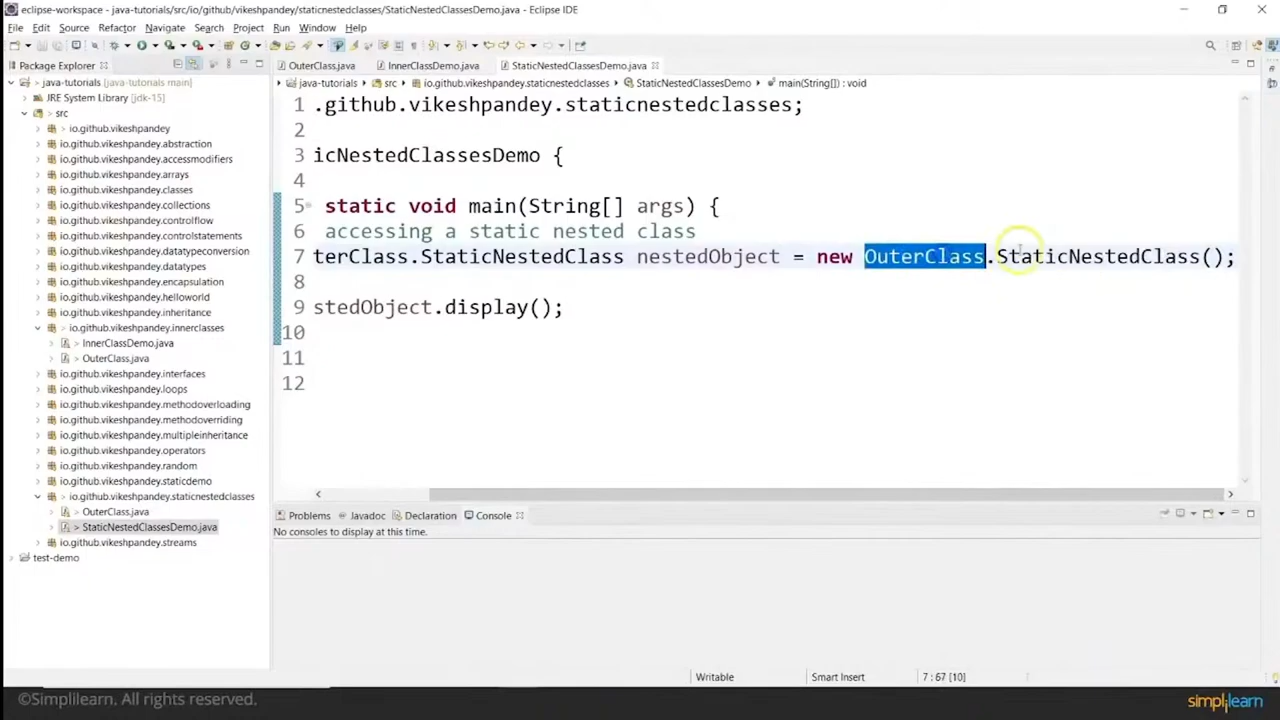 eclipse-workspace - java-tutorials/src/io/github/vikeshpandey/staticnestedclasses/StaticNestedClassesDemo.java - Eclipse IDE
File Edit Source Refactor Navigate Search Project Run Window Help
Package Explorer
OuterClass.java InnerClassDemo.java StaticNestedClassesDemo.java
java-tutorials src io.github.vikeshpandey.staticnestedclasses StaticNestedClassesDemo main(String[]) : void
> java-tutorials [java-tutorials main]
JRE System Library [jdk-15]
> src
> io.github.vikeshpandey
io.github.vikeshpandey.abstraction
io.github.vikeshpandey.accessmodifiers
io.github.vikeshpandey.arrays
io.github.vikeshpandey.classes
io.github.vikeshpandey.collections
io.github.vikeshpandey.controlflow
io.github.vikeshpandey.controlstatements
io.github.vikeshpandey.datatypeconversion
io.github.vikeshpandey.datatypes
io.github.vikeshpandey.encapsulation
io.github.vikeshpandey.helloworld
io.github.vikeshpandey.inheritance
> io.github.vikeshpandey.innerclasses
> InnerClassDemo.java
> OuterClass.java
io.github.vikeshpandey.interfaces
io.github.vikeshpandey.loops
io.github.vikeshpandey.methodoverloading
io.github.vikeshpandey.methodoverriding
io.github.vikeshpandey.multipleinheritance
io.github.vikeshpandey.operators
io.github.vikeshpandey.random
io.github.vikeshpandey.staticdemo
> io.github.vikeshpandey.staticnestedclasses
> OuterClass.java
> StaticNestedClassesDemo.java
io.github.vikeshpandey.streams
test-demo
1 .github.vikeshpandey.staticnestedclasses;
2
3 icNestedClassesDemo {
4
5 static void main(String[] args) {
6 accessing a static nested class
7 terClass.StaticNestedClass nestedObject = new OuterClass.StaticNestedClass();
8
9 stedObject.display();
10
11
12
Problems Javadoc Declaration Console
No consoles to display at this time.
Writable Smart Insert 7 : 67 [10]
©Simplilearn. All rights reserved.
simplilearn